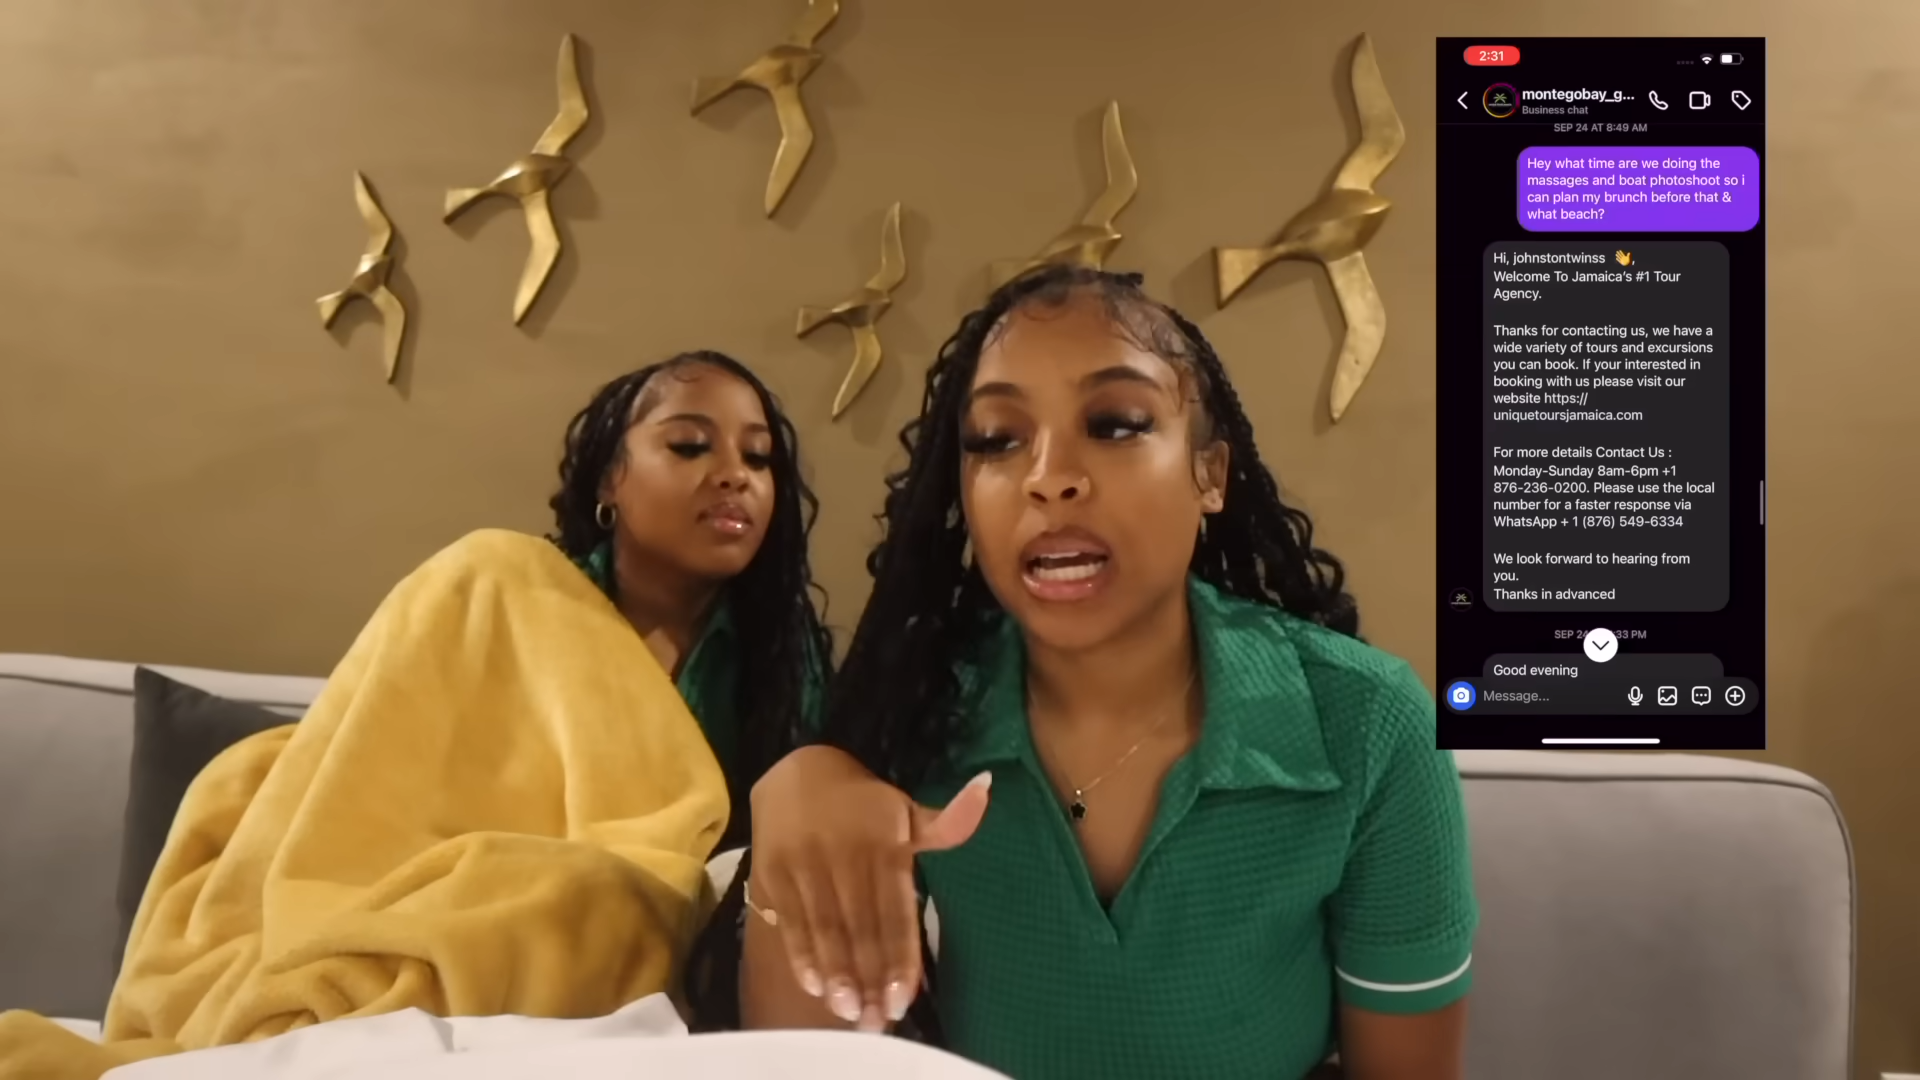 2:31
montegobay_g...
Business chat
SEP 24 AT 8:49 AM
Hey what time are we doing the
massages and boat photoshoot so i
can plan my brunch before that &
what beach?
Hi, johnstontwinss 👋,
Welcome To Jamaica's #1 Tour
Agency.
Thanks for contacting us, we have a
wide variety of tours and excursions
you can book. If your interested in
booking with us please visit our
website https://
uniquetoursjamaica.com
For more details Contact Us :
Monday-Sunday 8am-6pm +1
876-236-0200. Please use the local
number for a faster response via
WhatsApp + 1 (876) 549-6334
We look forward to hearing from
you.
Thanks in advanced
SEP 24 33 PM
Good evening
Message...